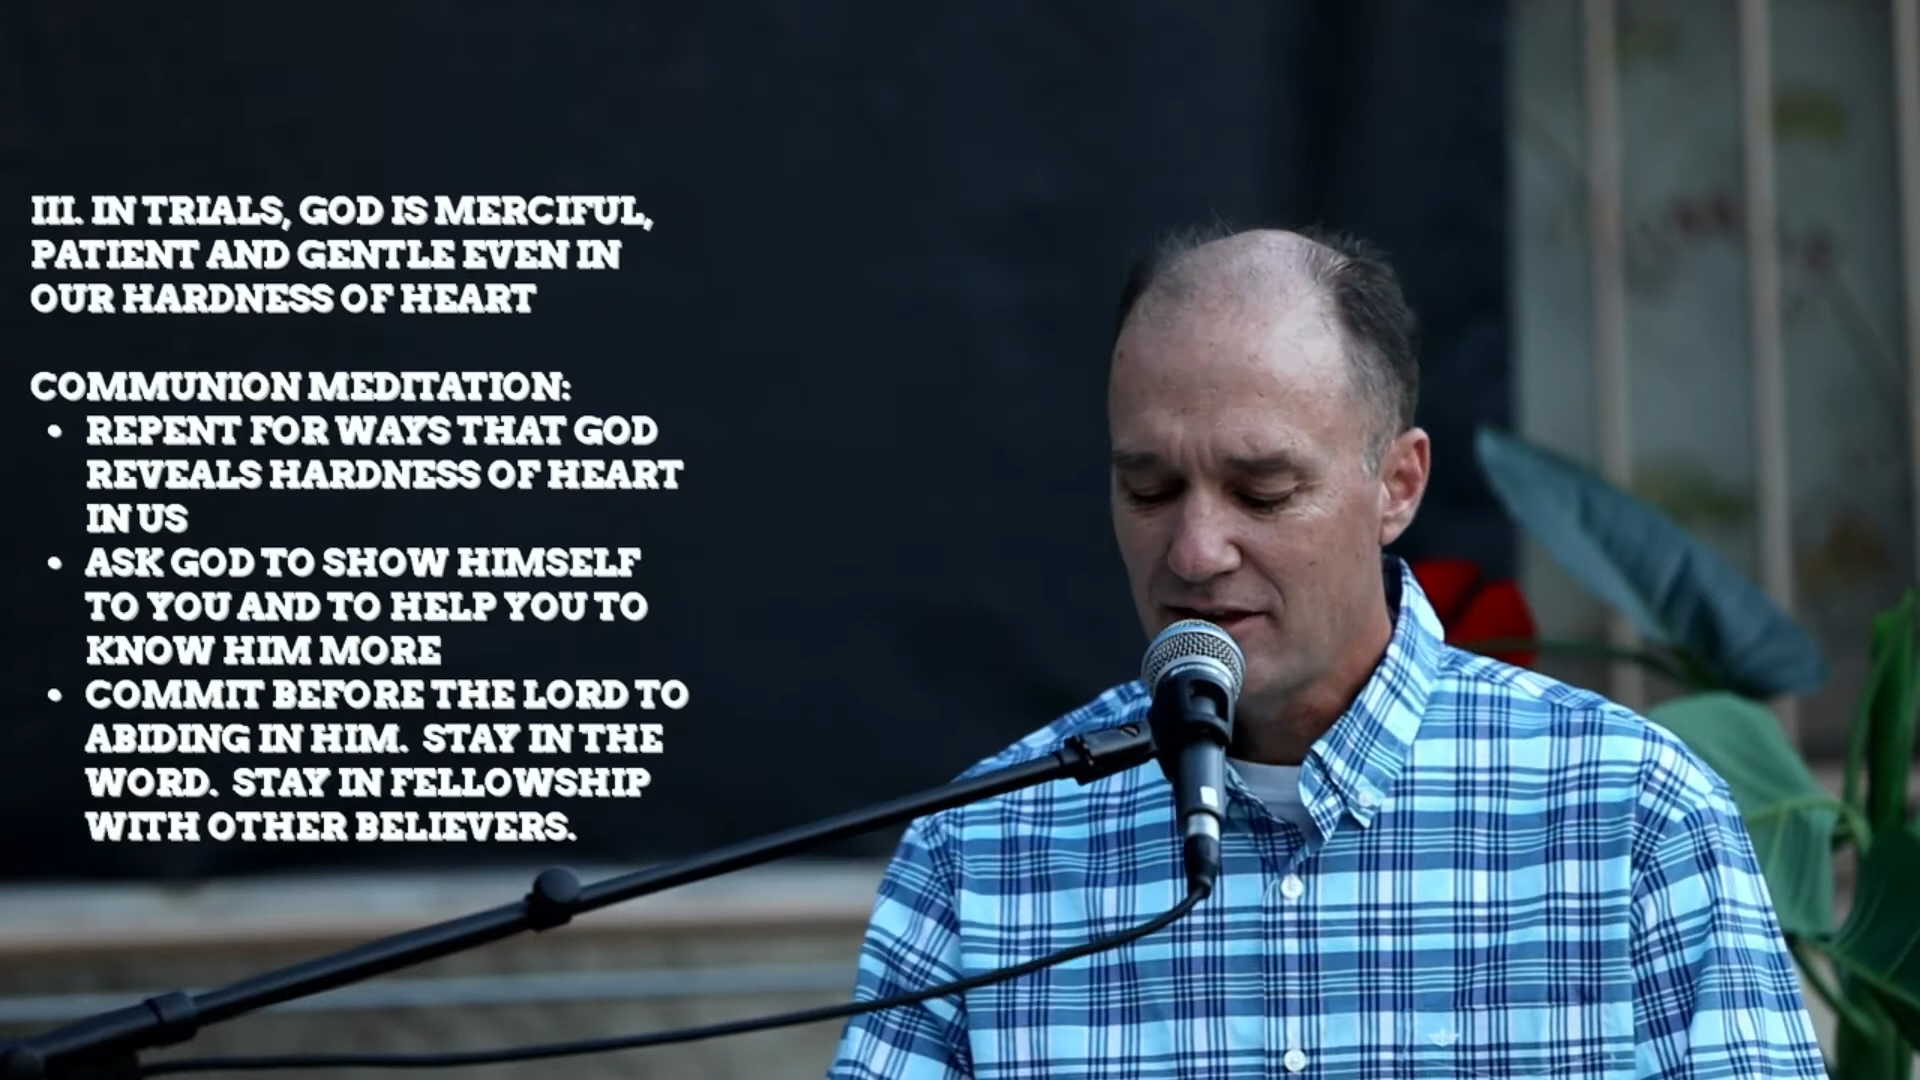 III. IN TRIALS, GOD IS MERCIFUL,
PATIENT AND GENTLE EVEN IN
OUR HARDNESS OF HEART
COMMUNION MEDITATION:
• REPENT FOR WAYS THAT GOD
REVEALS HARDNESS OF HEART
IN US
• ASK GOD TO SHOW HIMSELF
TO YOU AND TO HELP YOU TO
KNOW HIM MORE
• COMMIT BEFORE THE LORD TO
ABIDING IN HIM. STAY IN THE
WORD. STAY IN FELLOWSHIP
WITH OTHER BELIEVERS.